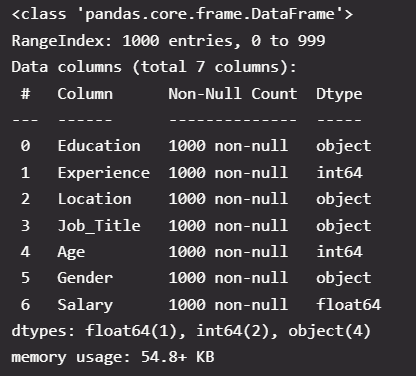 <class 'pandas.core.frame.DataFrame'>
RangeIndex: 1000 entries, 0 to 999
Data columns (total 7 columns):
 #   Column      Non-Null Count  Dtype
---  ------      --------------  -----
 0   Education   1000 non-null   object
 1   Experience  1000 non-null   int64
 2   Location    1000 non-null   object
 3   Job_Title   1000 non-null   object
 4   Age         1000 non-null   int64
 5   Gender      1000 non-null   object
 6   Salary      1000 non-null   float64
dtypes: float64(1), int64(2), object(4)
memory usage: 54.8+ KB